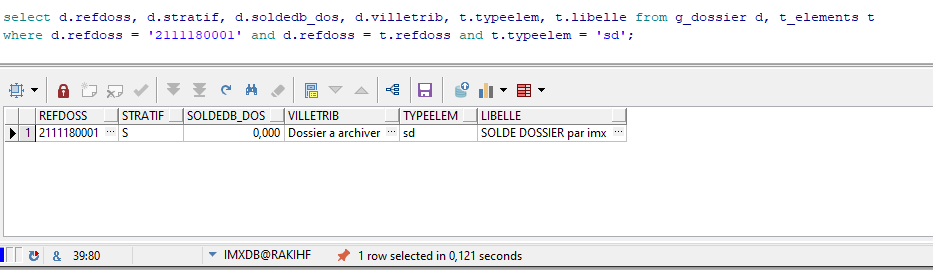 select d.refdoss, d.stratif, d.soldedb_dos, d.villetrib, t.typeelem, t.libelle from g_dossier d, t_elements t
where d.refdoss = '2111180001' and d.refdoss = t.refdoss and t.typeelem = 'sd';
REFDOSS STRATIF SOLDEDB_DOS VILLETRIB TYPEELEM LIBELLE
1 2111180001 ... S 0,000 Dossier a archiver ... sd SOLDE DOSSIER par imx ...
& 39:80 IMXDB@RAKIHF 1 row selected in 0,121 seconds